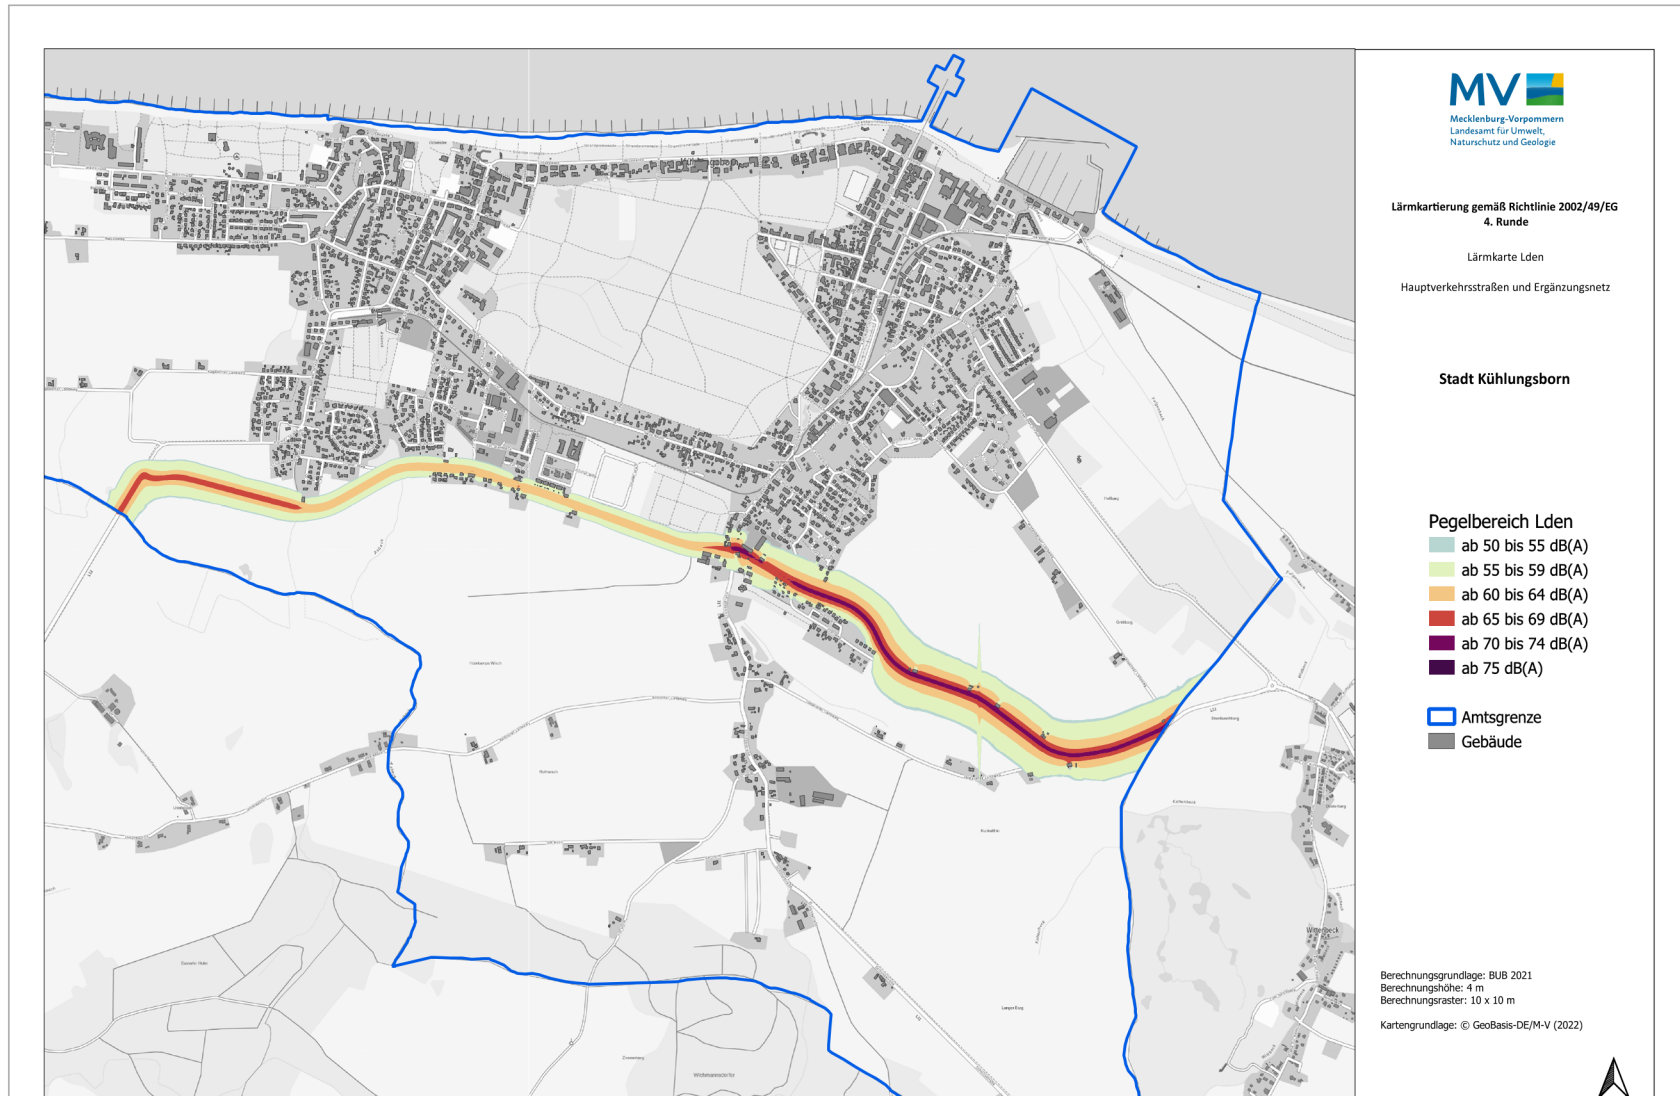 MV
Mecklenburg-Vorpommern
Landesamt für Umwelt,
Naturschutz und Geologie
Lärmkartierung gemäß Richtlinie 2002/49/EG
4. Runde
Lärmkarte Lden
Hauptverkehrsstraßen und Ergänzungsnetz
Stadt Kühlungsborn
Pegelbereich Lden
ab 50 bis 55 dB(A)
ab 55 bis 59 dB(A)
ab 60 bis 64 dB(A)
ab 65 bis 69 dB(A)
ab 70 bis 74 dB(A)
ab 75 dB(A)
Amtsgrenze
Gebäude
Wittenbeck
Wichmannsdorf
Berechnungsgrundlage: BUB 2021
Berechnungshöhe: 4 m
Berechnungsraster: 10 x 10 m
Kartengrundlage: © GeoBasis-DE/M-V (2022)